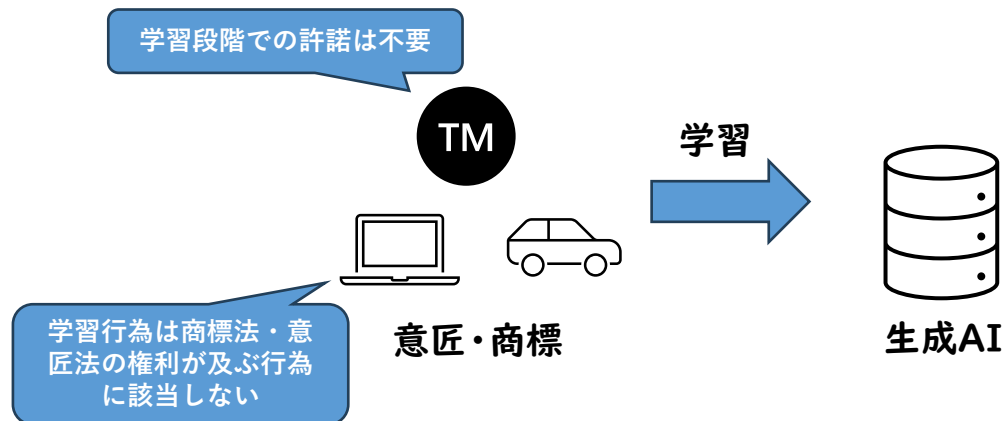 学習段階での許諾は不要
TM
学習
学習行為は商標法・意
匠法の権利が及ぶ行為
に該当しない
意匠・商標
生成AI